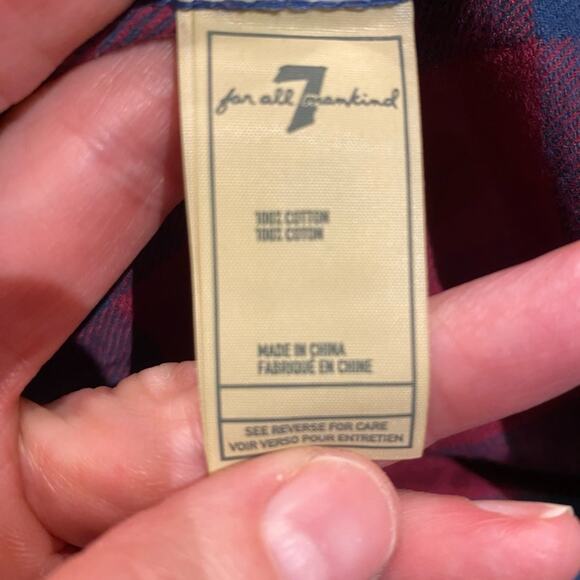 7
for all mankind
100% COTTON
100% COTON
MADE IN CHINA
FABRIQUÉ EN CHINE
SEE REVERSE FOR CARE
VOIR VERSO POUR ENTRETIEN